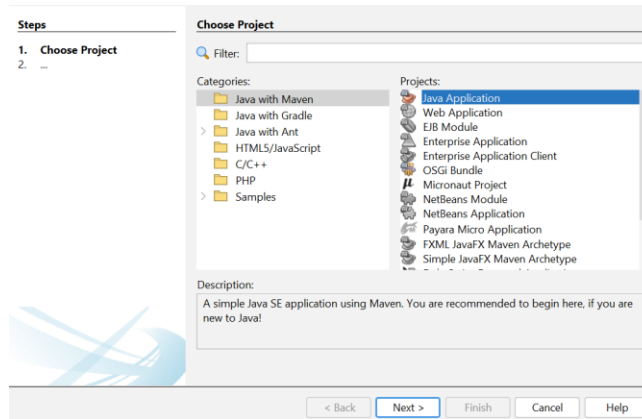 Steps
1. Choose Project
2. ...
Choose Project
Filter:
Categories:
Java with Maven
Java with Gradle
Java with Ant
HTML5/JavaScript
C/C++
PHP
Samples
Projects:
Java Application
Web Application
EJB Module
Enterprise Application
Enterprise Application Client
OSGi Bundle
Micronaut Project
NetBeans Module
NetBeans Application
Payara Micro Application
FXML JavaFX Maven Archetype
Simple JavaFX Maven Archetype
Description:
A simple Java SE application using Maven. You are recommended to begin here, if you are
new to Java!
< Back
Next >
Finish
Cancel
Help